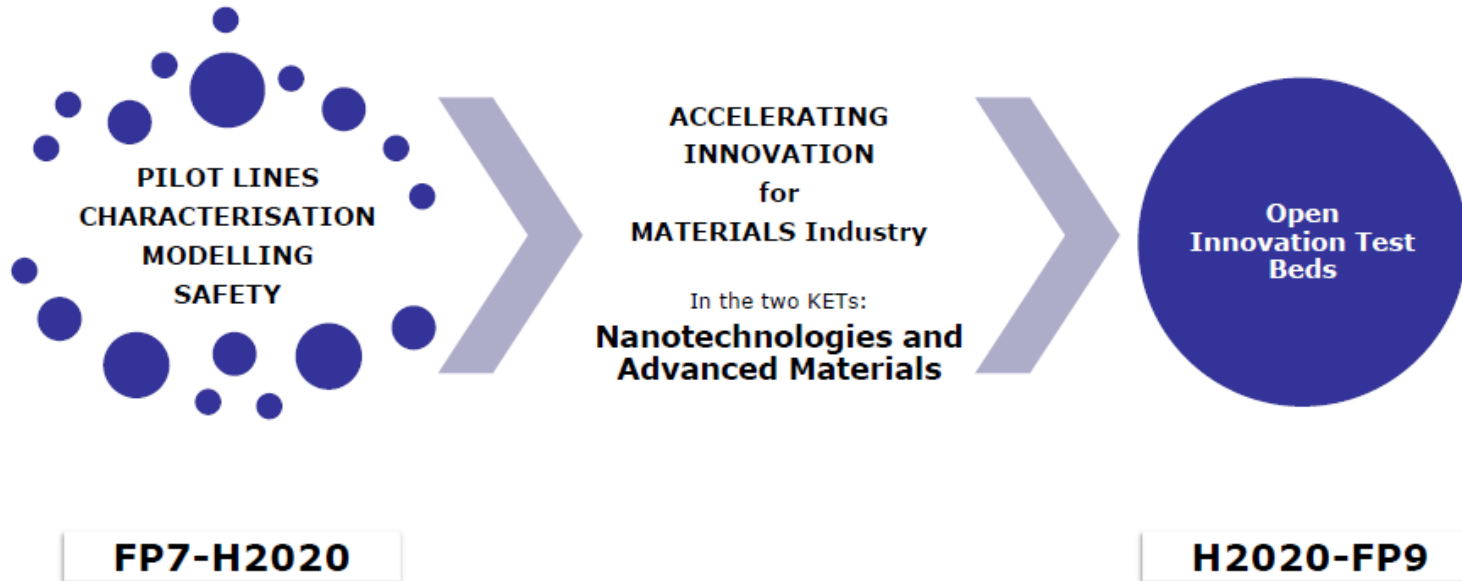 PILOT LINES
CHARACTERISATION
MODELLING
SAFETY
ACCELERATING
INNOVATION
for
MATERIALS Industry
In the two KETs:
Nanotechnologies and
Advanced Materials
Open
Innovation Test
Beds
FP7-H2020
H2020-FP9